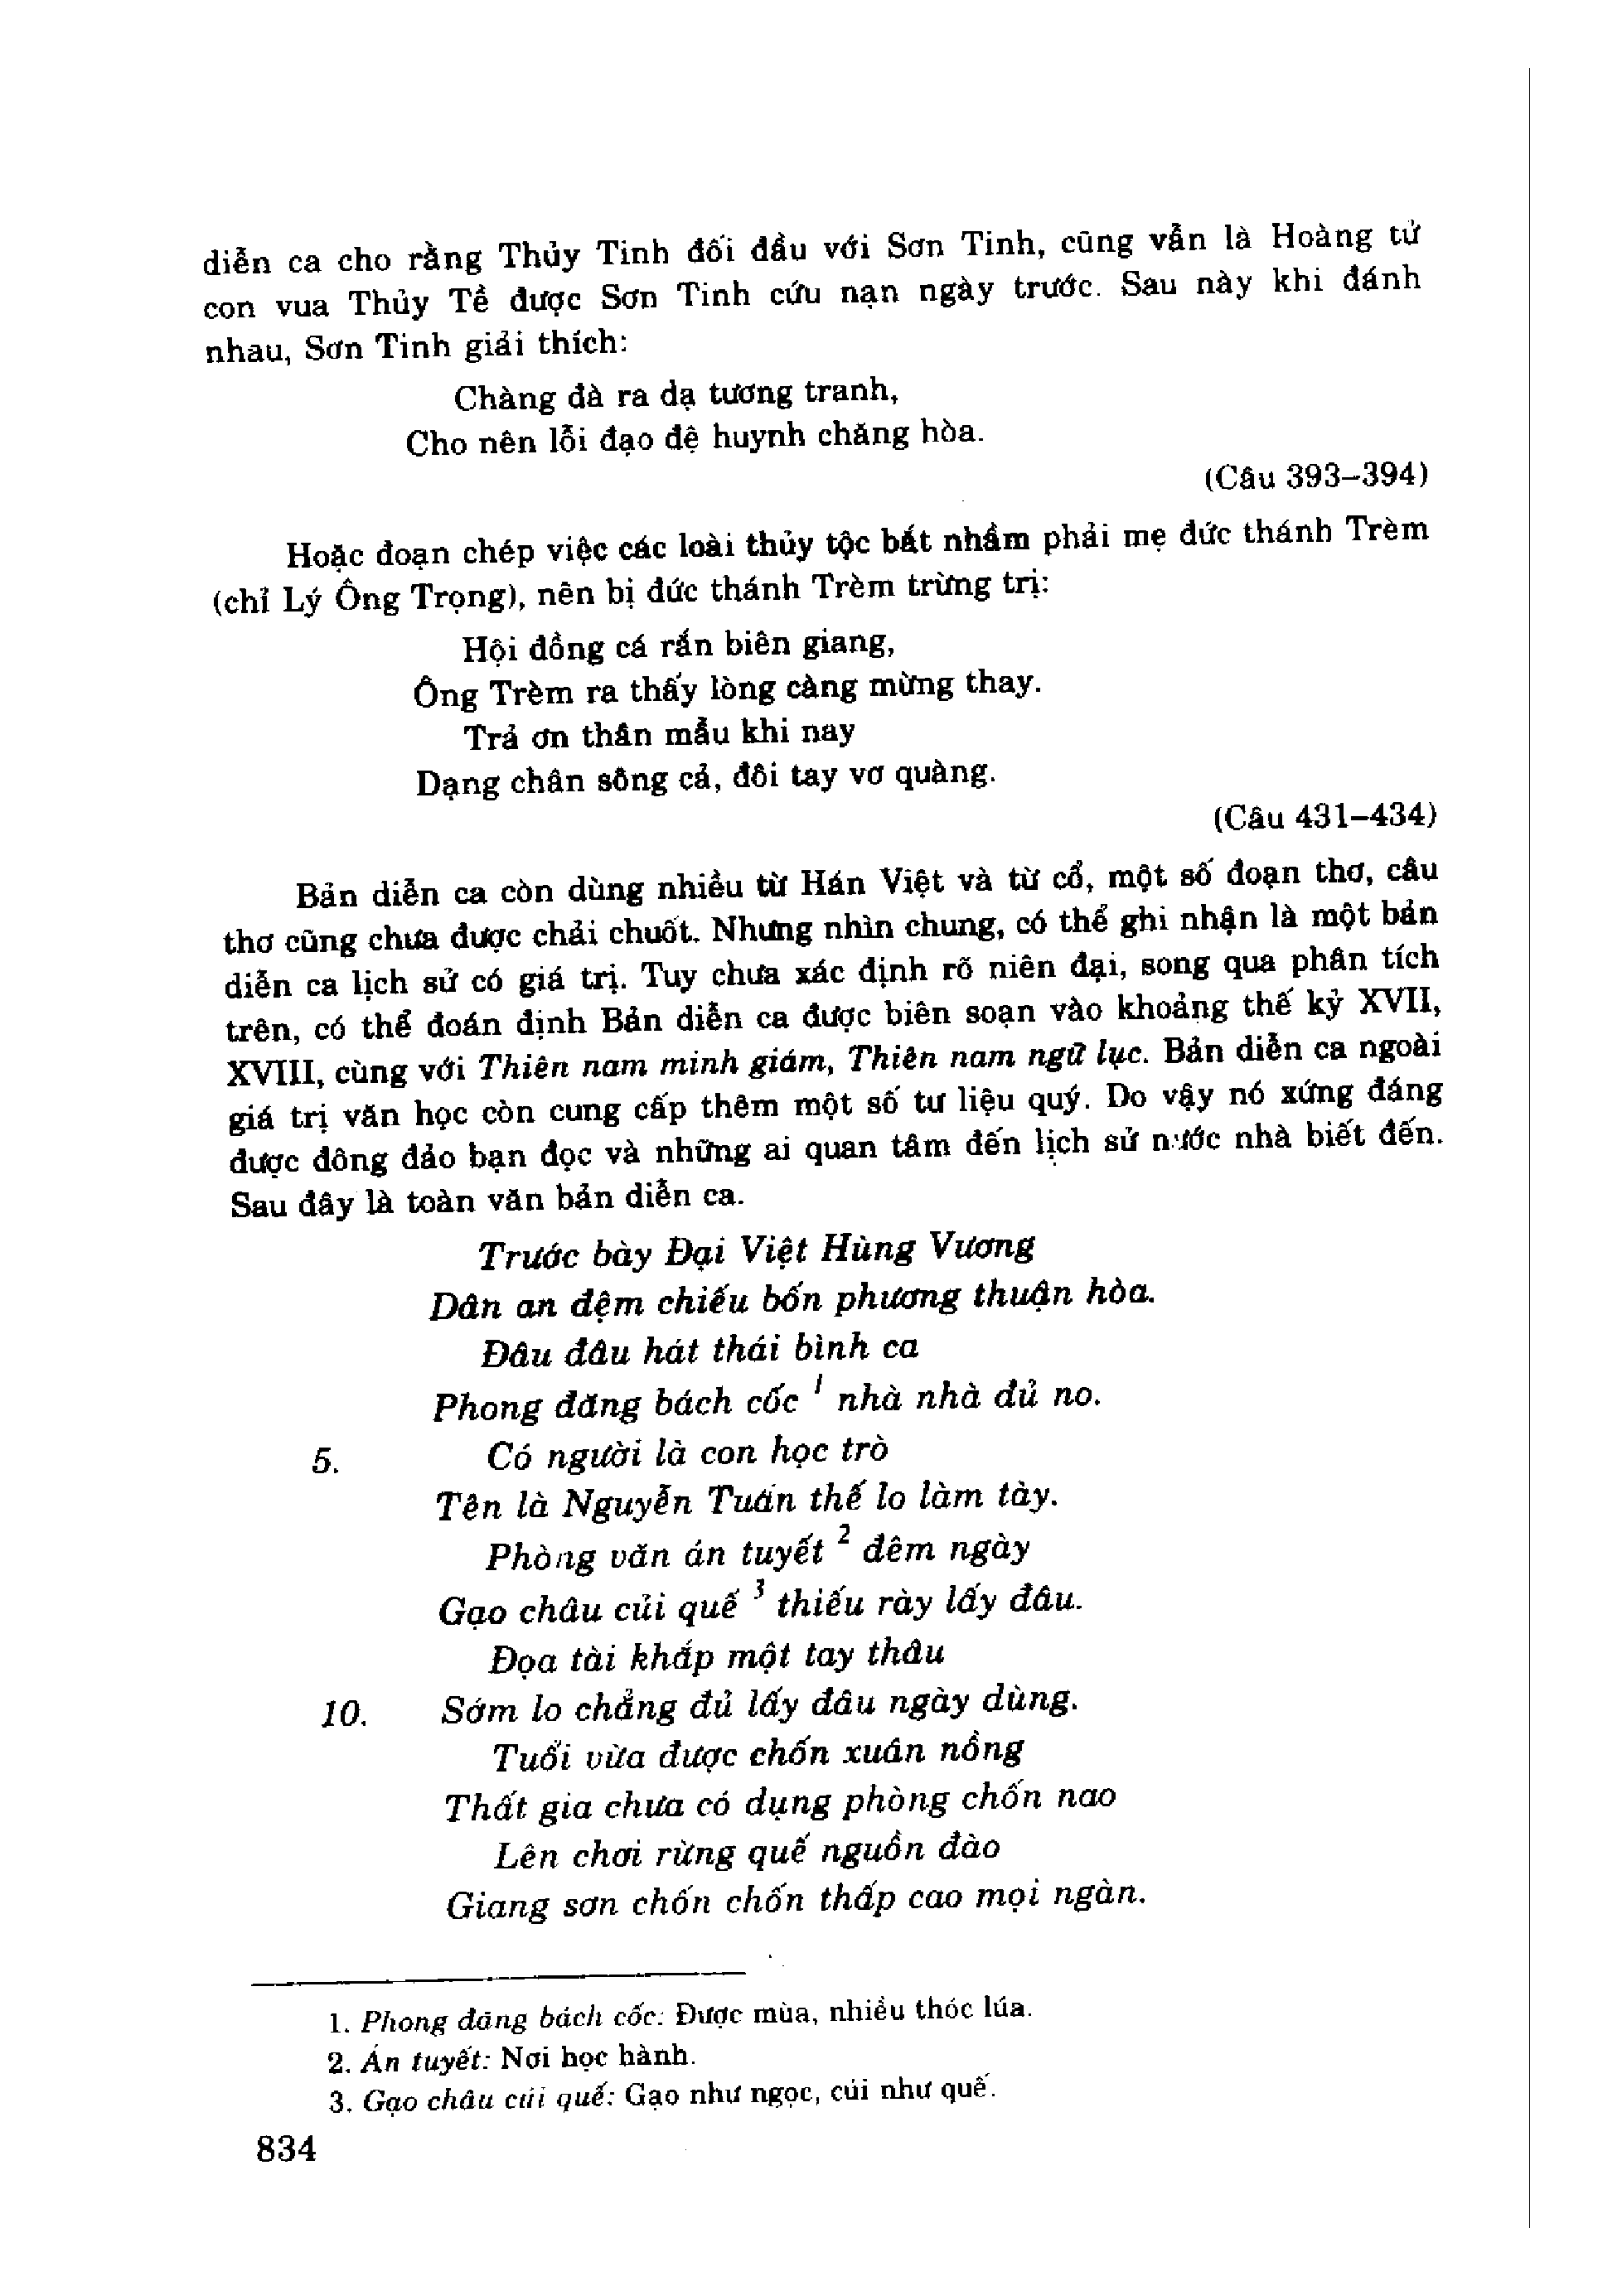 diễn ca cho rằng Thủy Tinh đối đầu với Sơn Tinh, cũng vẫn là Hoàng tử
con vua Thủy Tề được Sơn Tinh cứu nạn ngày trước. Sau này khi đánh
nhau, Sơn Tinh giải thích:
Chàng đà ra dạ tương tranh,
Cho nên lỗi đạo đệ huynh chăng hòa.
(Câu 393–394)
Hoặc đoạn chép việc các loài thủy tộc bắt nhầm phải mẹ đức thánh Trèm
(chỉ Lý Ông Trọng), nên bị đức thánh Trèm trừng trị:
Hội đồng cá rắn biên giang,
Ông Trèm ra thấy lòng càng mừng thay.
Trả ơn thân mẫu khi nay
Dạng chân sông cả, đôi tay vơ quàng.
(Câu 431–434)
Bản diễn ca còn dùng nhiều từ Hán Việt và từ cổ, một số đoạn thơ, câu
thơ cũng chưa được chải chuốt. Nhưng nhìn chung, có thể ghi nhận là một bản
diễn ca lịch sử có giá trị. Tuy chưa xác định rõ niên đại, song qua phân tích
trên, có thể đoán định Bản diễn ca được biên soạn vào khoảng thế kỷ XVII,
XVIII, cùng với Thiên nam minh giám, Thiên nam ngữ lục. Bản diễn ca ngoài
giá trị văn học còn cung cấp thêm một số tư liệu quý. Do vậy nó xứng đáng
được đông đảo bạn đọc và những ai quan tâm đến lịch sử nước nhà biết đến.
Sau đây là toàn văn bản diễn ca.
Trước bày Đại Việt Hùng Vương
Dân an đệm chiếu bốn phương thuận hòa.
Đâu đâu hát thái bình ca
Phong đăng bách cốc 1 nhà nhà đủ no.
5. Có người là con học trò
Tên là Nguyễn Tuấn thế lo làm tày.
Phòng văn án tuyết 2 đêm ngày
Gạo châu củi quế 3 thiếu rày lấy đâu.
Đọa tài khắp một tay thâu
10. Sớm lo chẳng đủ lấy đâu ngày dùng.
Tuổi vừa được chốn xuân nồng
Thất gia chưa có dụng phòng chốn nao
Lên chơi rừng quế nguồn đào
Giang sơn chốn chốn thấp cao mọi ngàn.
1. Phong đăng bách cốc: Được mùa, nhiều thóc lúa.
2. Án tuyết: Nơi học hành.
3. Gạo châu củi quế: Gạo như ngọc, củi như quế.
834